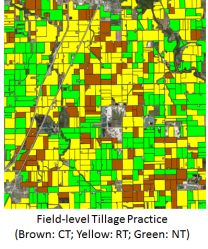 Field-level Tillage Practice
(Brown: CT; Yellow: RT; Green: NT)